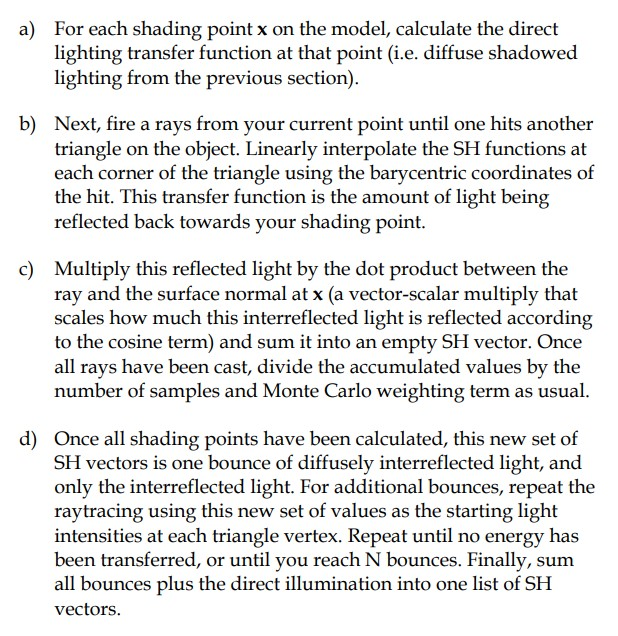 a) For each shading point x on the model, calculate the direct
lighting transfer function at that point (i.e. diffuse shadowed
lighting from the previous section).
b) Next, fire a rays from your current point until one hits another
triangle on the object. Linearly interpolate the SH functions at
each corner of the triangle using the barycentric coordinates of
the hit. This transfer function is the amount of light being
reflected back towards your shading point.
c) Multiply this reflected light by the dot product between the
ray and the surface normal at x (a vector-scalar multiply that
scales how much this interreflected light is reflected according
to the cosine term) and sum it into an empty SH vector. Once
all rays have been cast, divide the accumulated values by the
number of samples and Monte Carlo weighting term as usual.
d) Once all shading points have been calculated, this new set of
SH vectors is one bounce of diffusely interreflected light, and
only the interreflected light. For additional bounces, repeat the
raytracing using this new set of values as the starting light
intensities at each triangle vertex. Repeat until no energy has
been transferred, or until you reach N bounces. Finally, sum
all bounces plus the direct illumination into one list of SH
vectors.